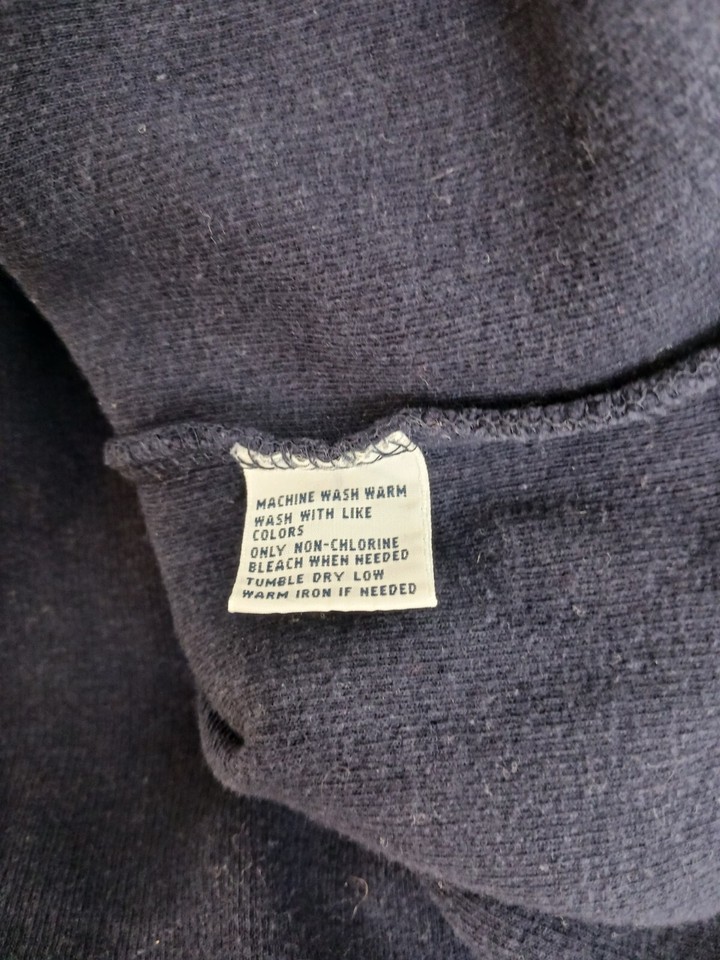 MACHINE WASH WARM
WASH WITH LIKE
COLORS
ONLY NON-CHLORINE
BLEACH WHEN NEEDED
TUMBLE DRY LOW
WARM IRON IF NEEDED